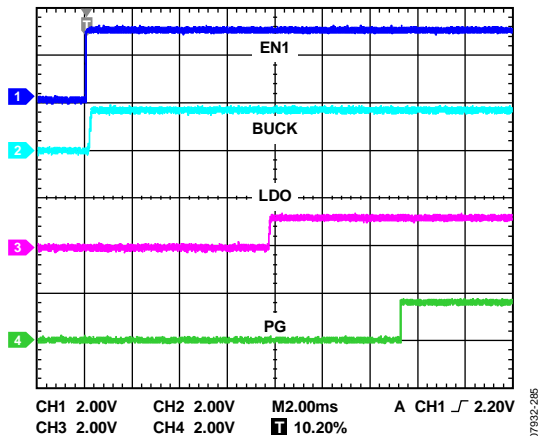 T
EN1
1
BUCK
2
LDO
3
PG
4
CH1 2.00V CH2 2.00V M2.00ms A CH1 2.20V
CH3 2.00V CH4 2.00V T 10.20%
07932-285